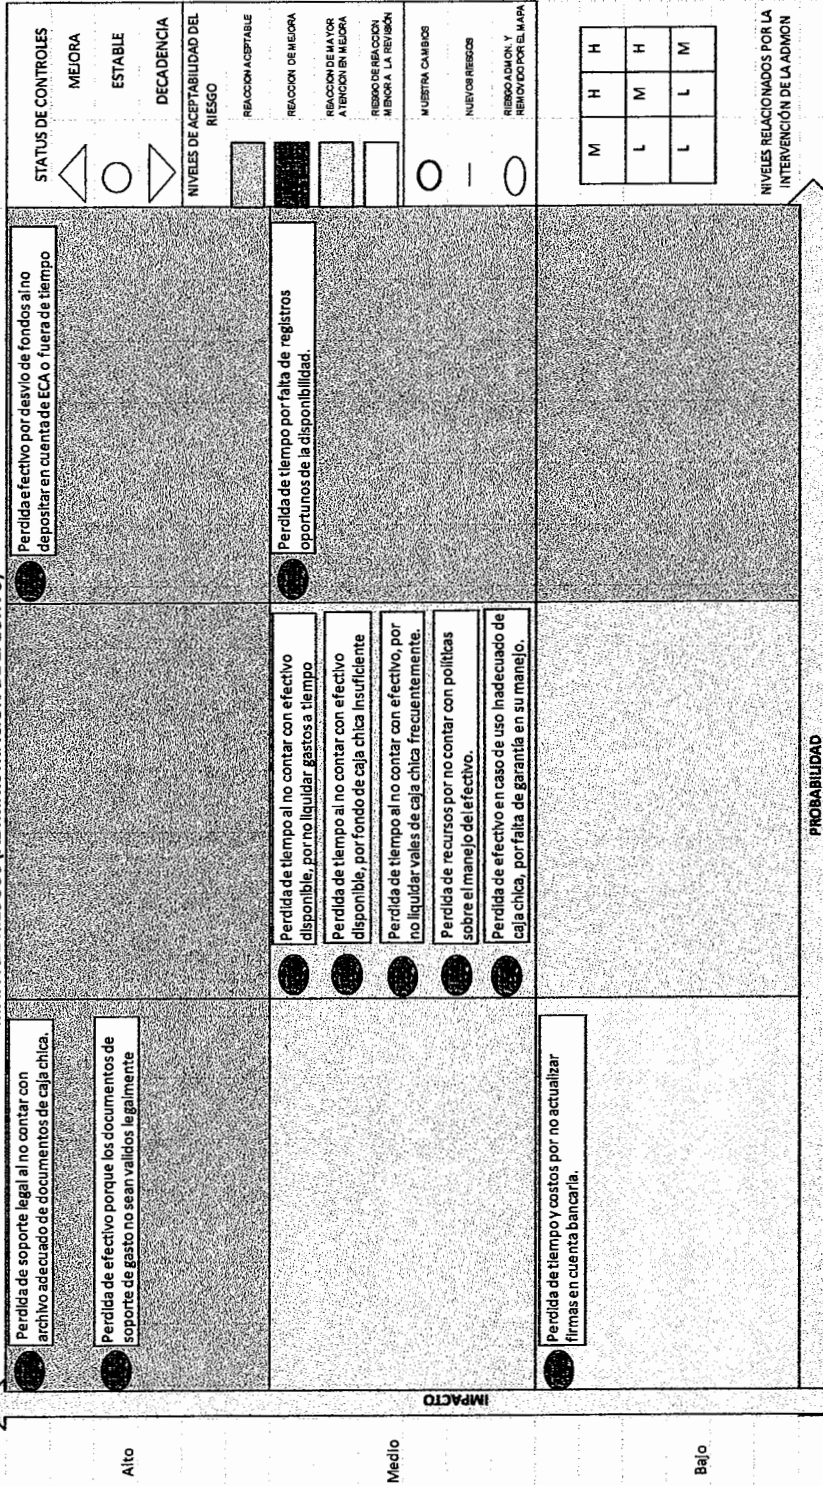 Alto
Medio
Bajo
IMPACTO
Perdida de soporte legal al no contar con
archivo adecuado de documentos de caja chica.
Perdida de efectivo porque los documentos de
soporte de gasto no sean validos legalmente
Perdida efectivo por desvío de fondos al no
depositar en cuenta de ECA o fuera de tiempo
Perdida de tiempo al no contar con efectivo
disponible, por no liquidar gastos a tiempo
Perdida de tiempo al no contar con efectivo
disponible, por fondo de caja chica insuficiente
Perdida de tiempo al no contar con efectivo, por
no liquidar vales de caja chica frecuentemente.
Perdida de recursos por no contar con políticas
sobre el manejo del efectivo.
Perdida de efectivo en caso de uso inadecuado de
caja chica, por falta de garantía en su manejo.
Perdida de tiempo por falta de registros
oportunos de la disponibilidad.
Perdida de tiempo y costos por no actualizar
firmas en cuenta bancaria.
PROBABILIDAD
STATUS DE CONTROLES
MEJORA
ESTABLE
DECADENCIA
NIVELES DE ACEPTABILIDAD DEL
RIESGO
REACCION ACEPTABLE
REACCION DE MEJORA
REACCION DE MAYOR
ATENCION EN MEJORA
RIESGO DE REACCION
MENOR A LA REVISIÓN
MUESTRA CAMBIOS
NUEVOS RIESGOS
RIESGO ADMON. Y
REMOVIDO POR EL MAPA
M H H
L M H
L L M
NIVELES RELACIONADOS POR LA
INTERVENCIÓN DE LA ADMON